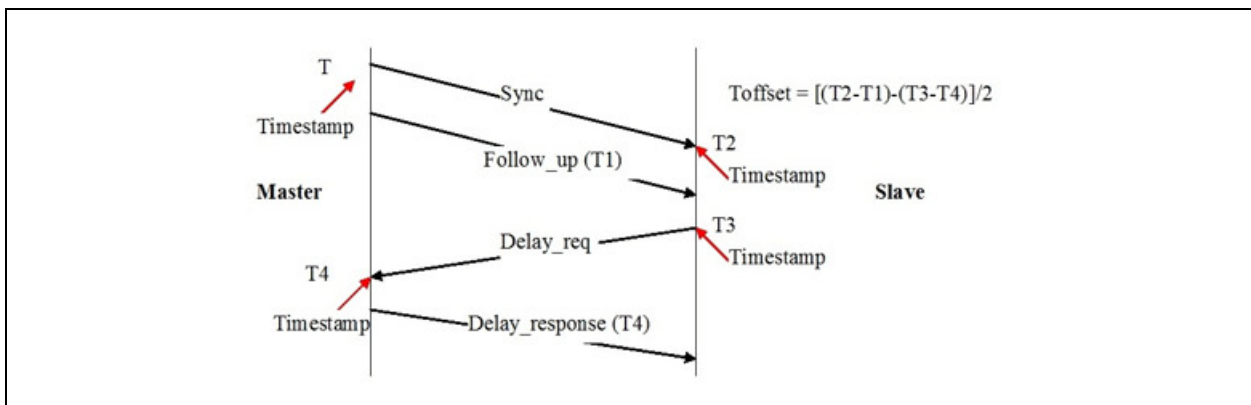 T
Sync
Toffset = [(T2-T1)-(T3-T4)]/2
Timestamp
T2
Follow_up (T1)
Timestamp
Master
Slave
T3
Delay_req
Timestamp
T4
Timestamp
Delay_response (T4)